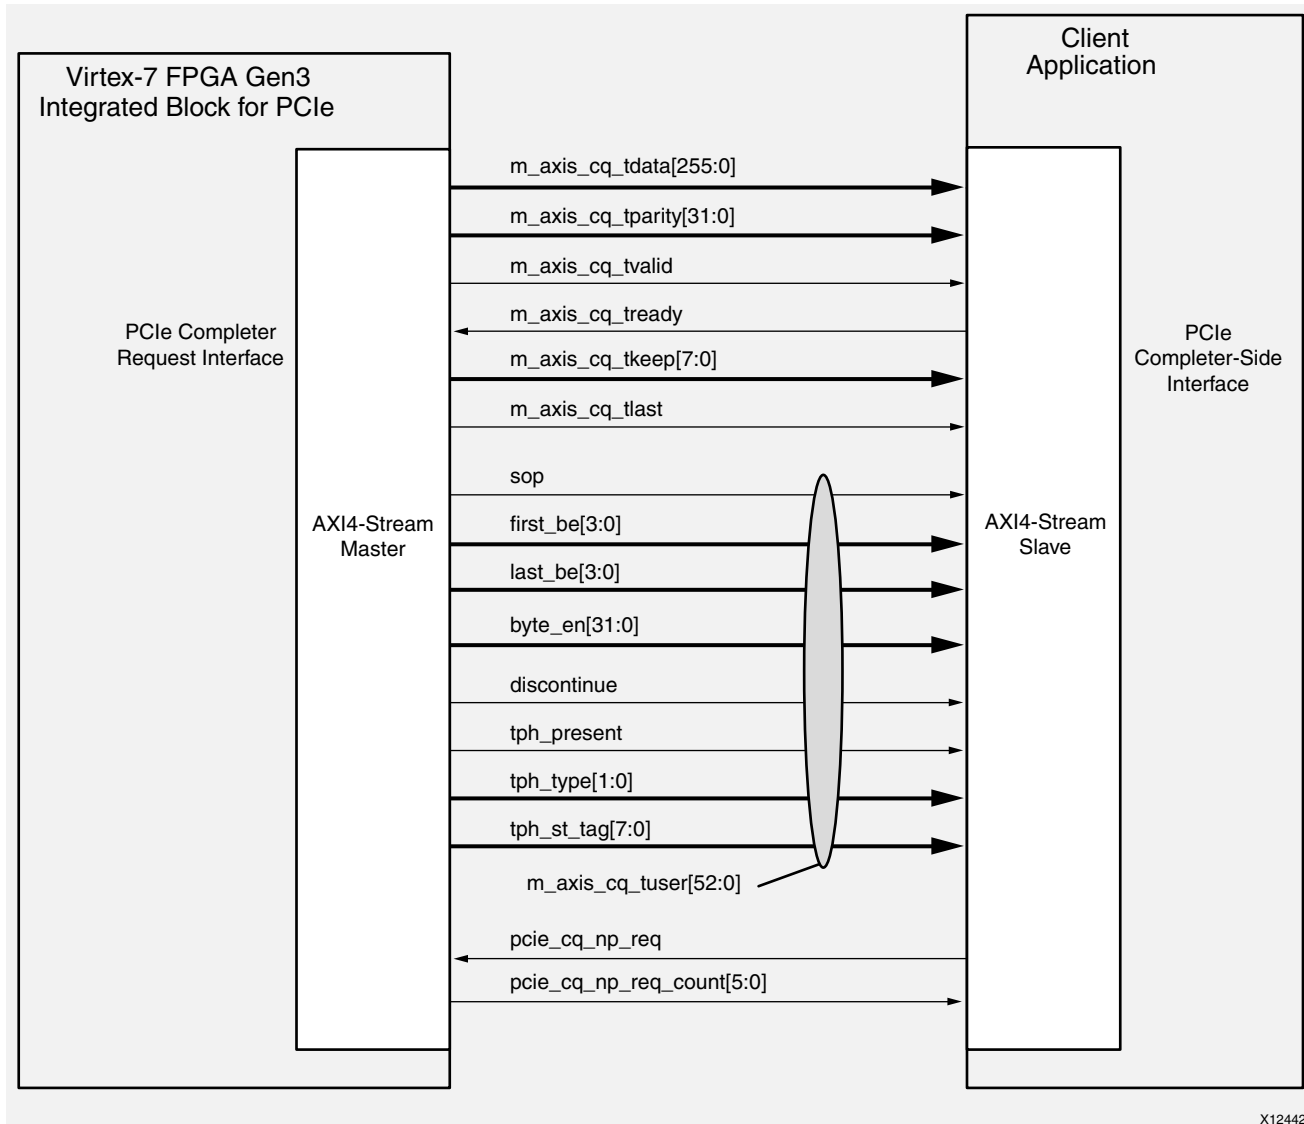 Virtex-7 FPGA Gen3
Integrated Block for PCIe
Client
Application
m_axis_cq_tdata[255:0]
m_axis_cq_tparity[31:0]
m_axis_cq_tvalid
m_axis_cq_tready
PCIe Completer
Request Interface
m_axis_cq_tkeep[7:0]
PCIe
Completer-Side
Interface
m_axis_cq_tlast
sop
AXI4-Stream
Master
first_be[3:0]
AXI4-Stream
Slave
last_be[3:0]
byte_en[31:0]
discontinue
tph_present
tph_type[1:0]
tph_st_tag[7:0]
m_axis_cq_tuser[52:0]
pcie_cq_np_req
pcie_cq_np_req_count[5:0]
X12442